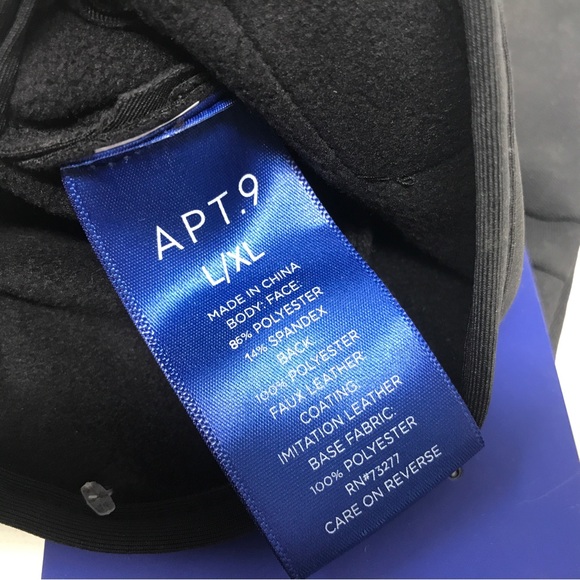 APT.9
L/XL
MADE IN CHINA
BODY: FACE:
86% POLYESTER
14% SPANDEX
BACK:
100% POLYESTER
FAUX LEATHER:
COATING:
IMITATION LEATHER
BASE FABRIC:
100% POLYESTER
RN#73277
CARE ON REVERSE